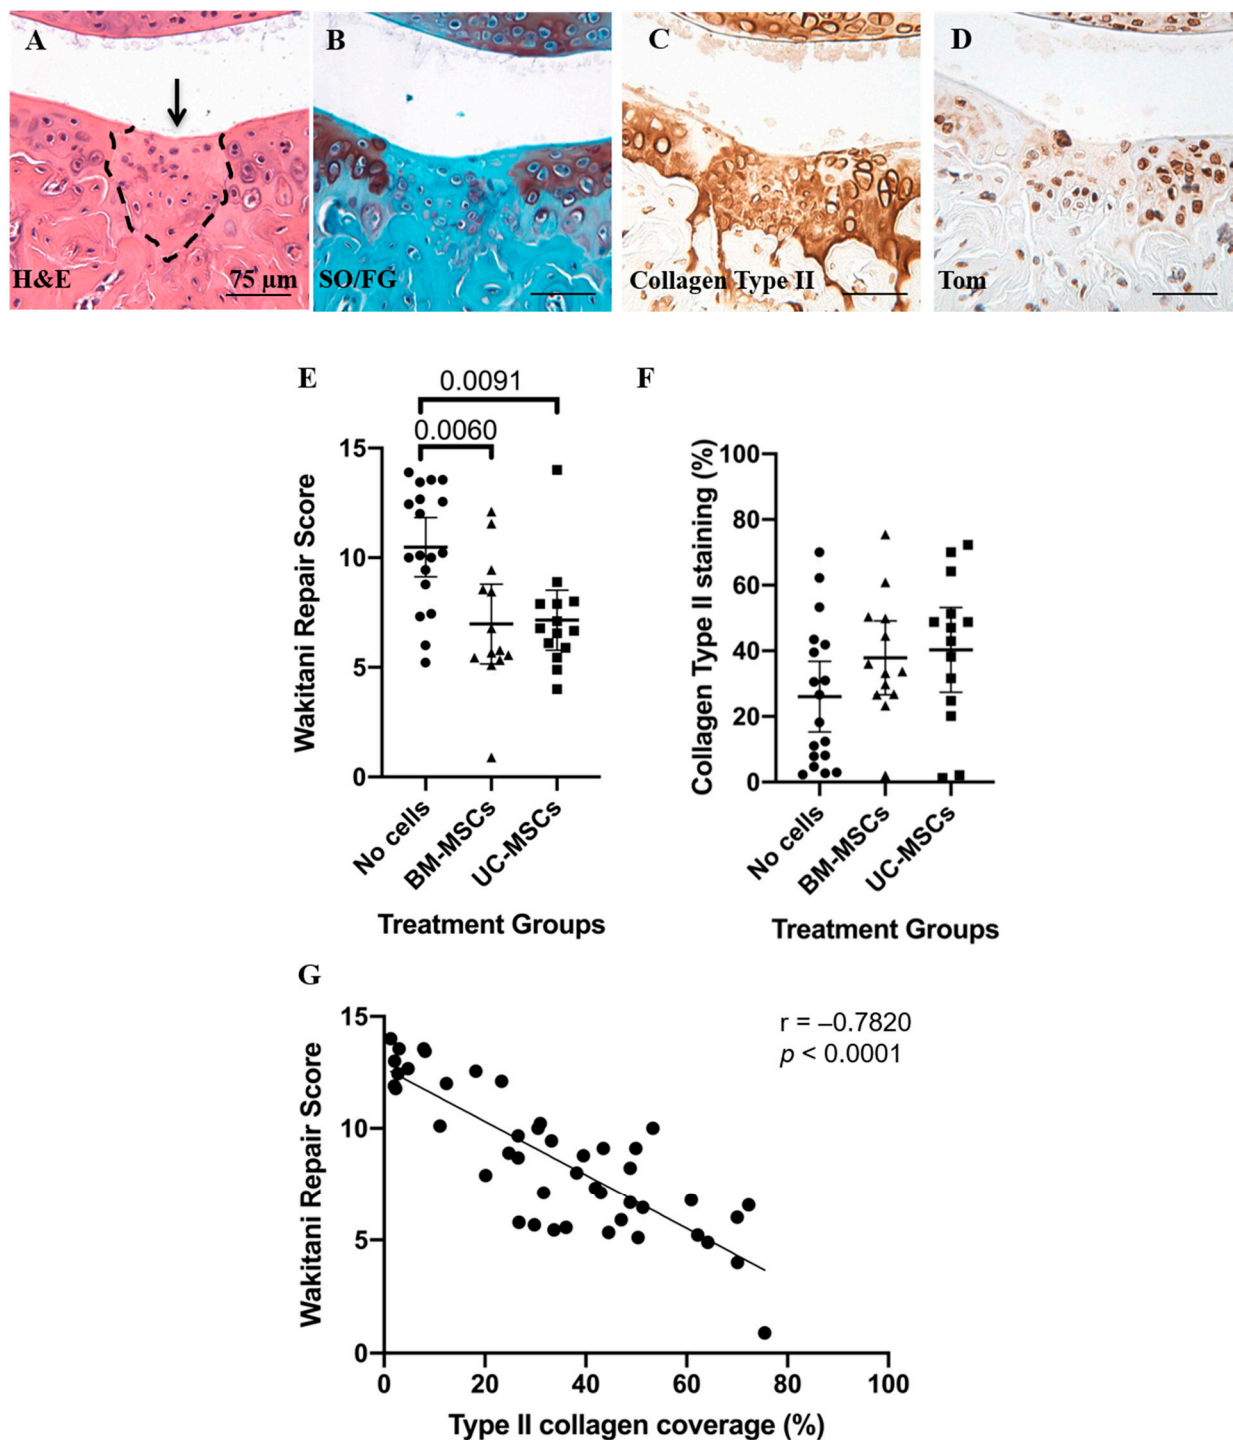 A
B
C
D
H&E
75 µm
SO/FG
Collagen Type II
Tom
E
F
0.0091
0.0060
15
10
5
0
Wakitani Repair Score
No cells
BM-MSCs
UC-MSCs
Treatment Groups
100
80
60
40
20
0
Collagen Type II staining (%)
No cells
BM-MSCs
UC-MSCs
Treatment Groups
G
r = –0.7820
p < 0.0001
15
10
5
0
Wakitani Repair Score
0 20 40 60 80 100
Type II collagen coverage (%)